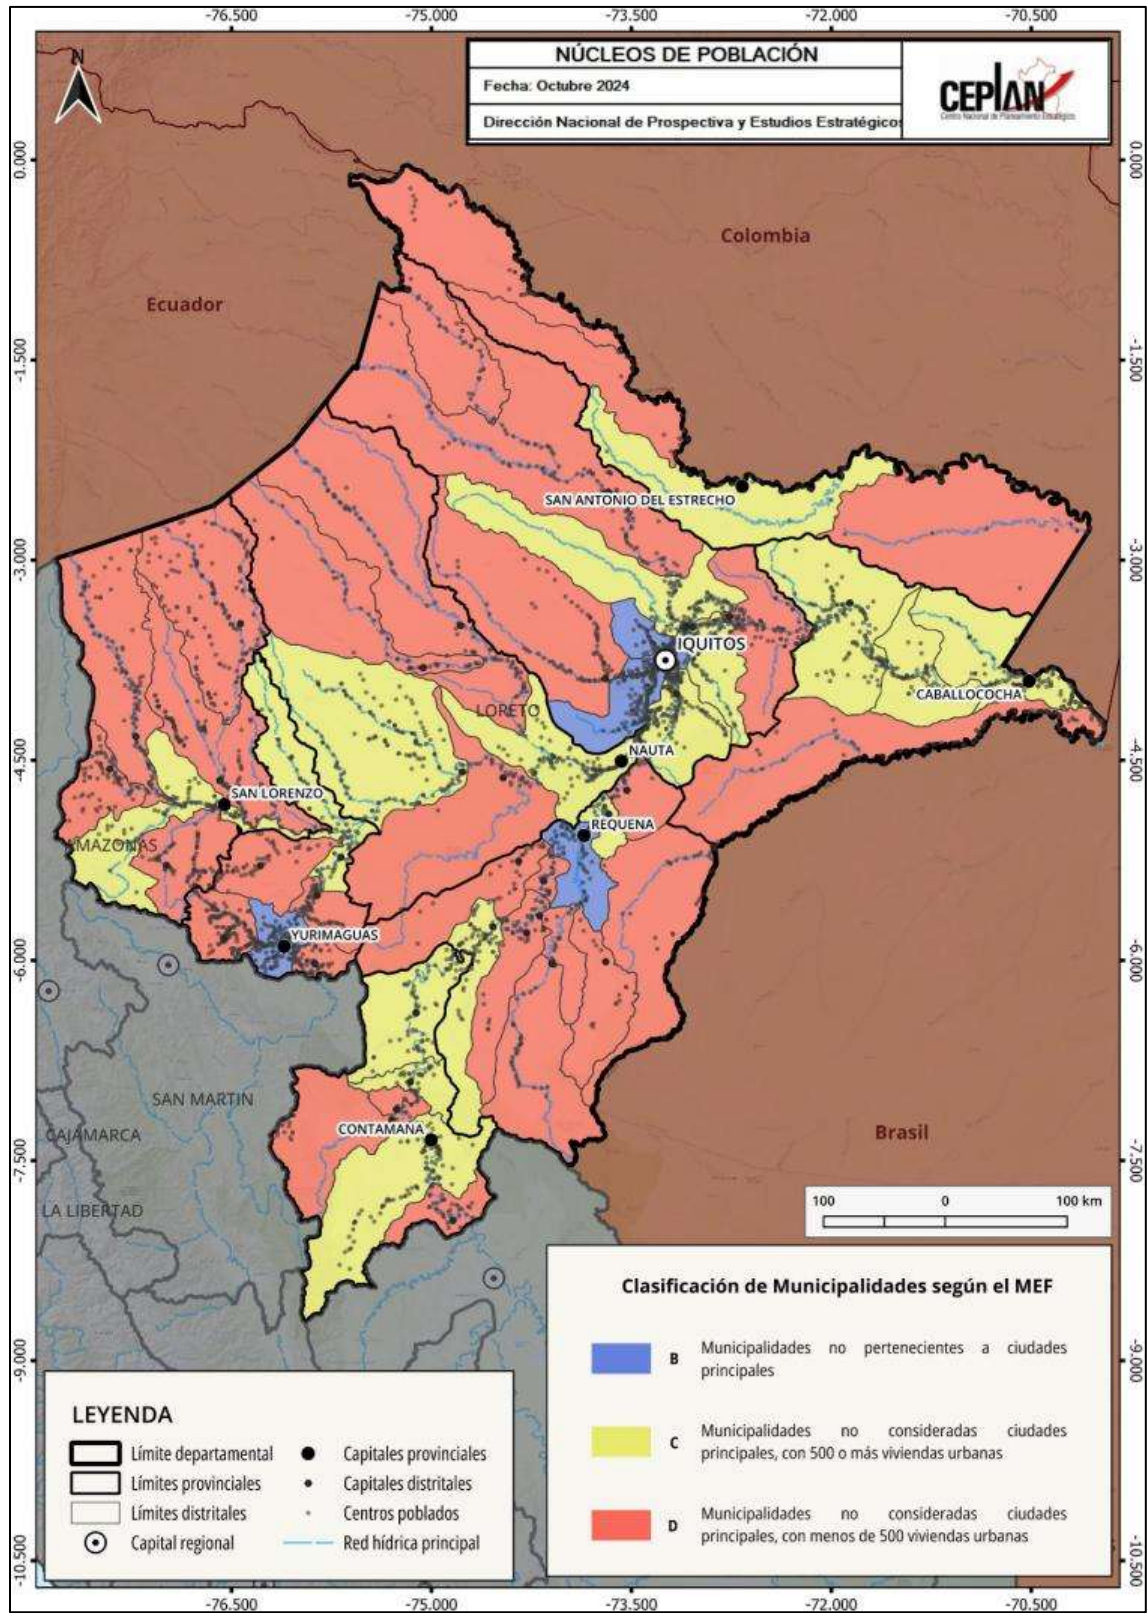 -76.500 -75.000 -73.500 -72.000 -70.500
NÚCLEOS DE POBLACIÓN
Fecha: Octubre 2024
Dirección Nacional de Prospectiva y Estudios Estratégicos
CEPLAN
Centro Nacional de Planeamiento Estratégico
N
0.000
0.000
Colombia
Ecuador
-1.500
-1.500
SAN ANTONIO DEL ESTRECHO
-3.000
-3.000
IQUITOS
CABALLOCOCHA
LORETO
NAUTA
-4.500
-4.500
SAN LORENZO
REQUENA
AMAZONAS
YURIMAGUAS
-6.000
-6.000
SAN MARTIN
CONTAMANA
CAJAMARCA
Brasil
-7.500
-7.500
LA LIBERTAD
100 0 100 km
Clasificación de Municipalidades según el MEF
B Municipalidades no pertenecientes a ciudades
principales
C Municipalidades no consideradas ciudades
principales, con 500 o más viviendas urbanas
D Municipalidades no consideradas ciudades
principales, con menos de 500 viviendas urbanas
-9.000
-9.000
LEYENDA
Límite departamental
Capitales provinciales
Límites provinciales
Capitales distritales
Límites distritales
Centros poblados
Capital regional
Red hídrica principal
-10.500
-10.500
-76.500 -75.000 -73.500 -72.000 -70.500